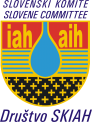 SLOVENSKI KOMITE
SLOVENE COMMITTEE
iah aih
Društvo SKIAH